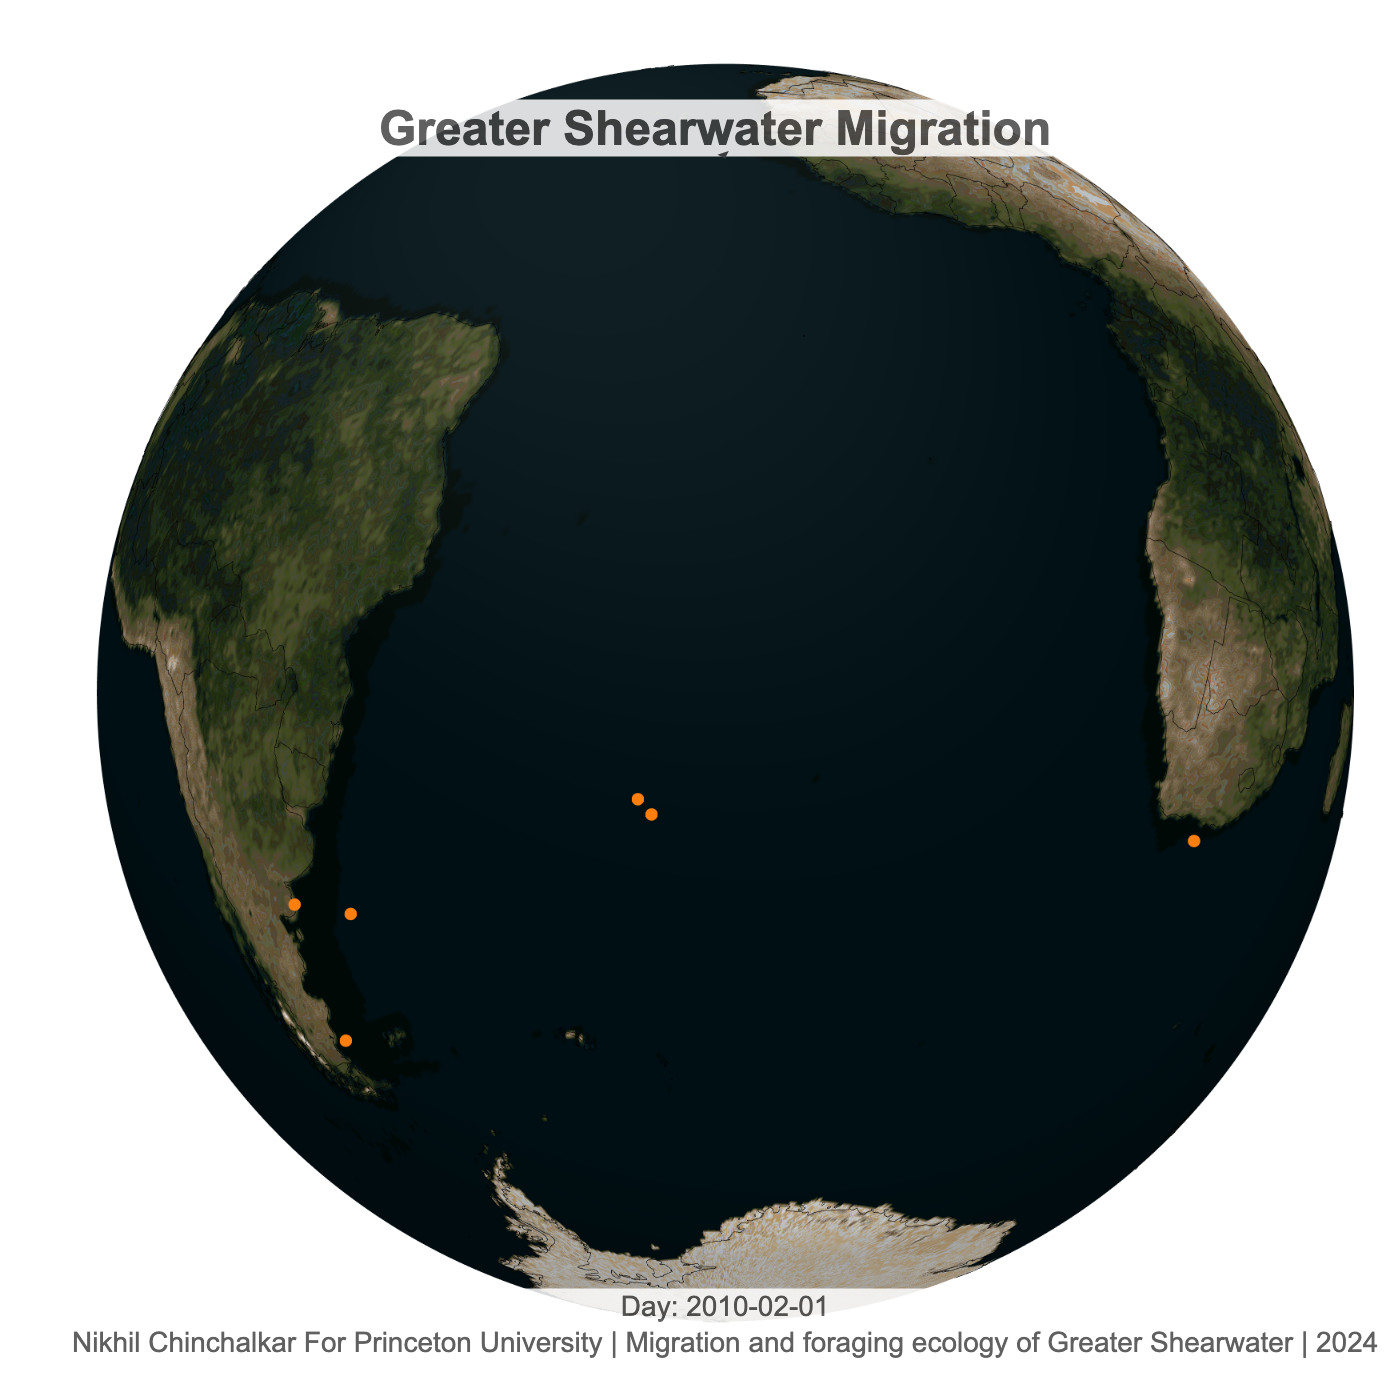 Greater Shearwater Migration
Day: 2010-02-01
Nikhil Chinchalkar For Princeton University | Migration and foraging ecology of Greater Shearwater | 2024